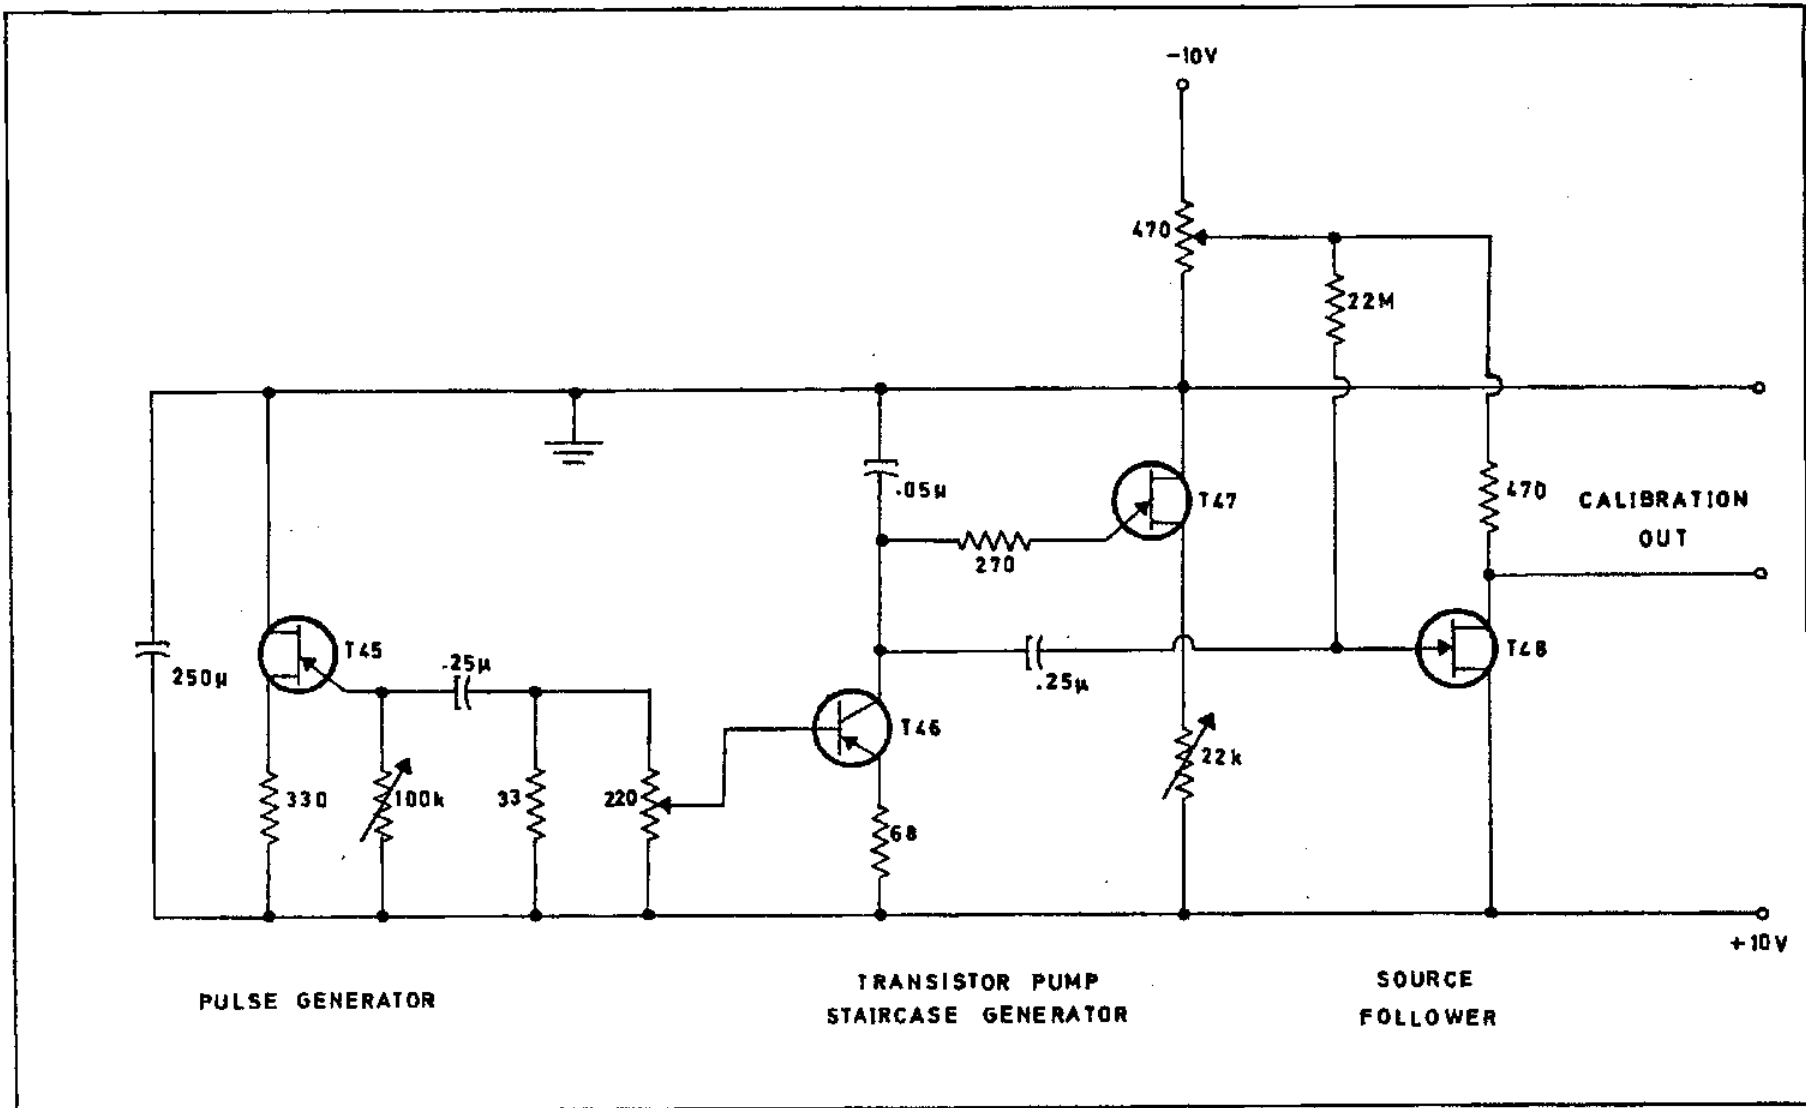 -10V
470
22M
.05µ
T47
270
470
CALIBRATION
OUT
T45
.25µ
250µ
T46
.25µ
T48
22k
330
100k
33
220
68
+10V
PULSE GENERATOR
TRANSISTOR PUMP
STAIRCASE GENERATOR
SOURCE
FOLLOWER